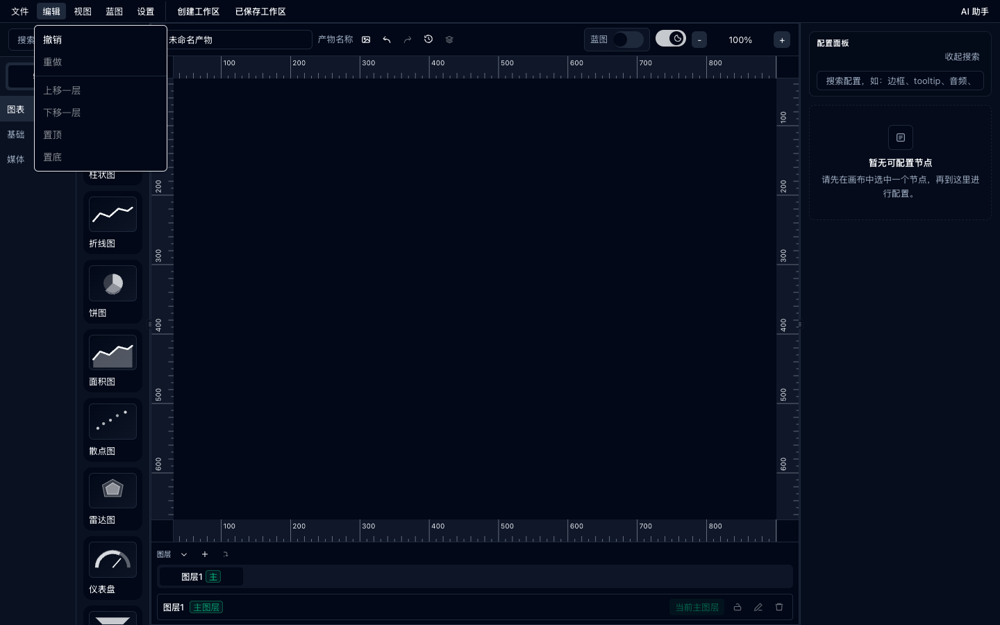 文件 编辑 视图 蓝图 设置 创建工作区 已保存工作区 AI 助手
搜索
未命名产物 产物名称 蓝图 - 100% +
撤销
重做
上移一层
下移一层
置顶
置底
图表
基础
媒体
柱状图
折线图
饼图
面积图
散点图
雷达图
仪表盘
100 200 300 400 500 600 700 800
100
200
300
400
500
600
100
200
300
400
500
600
100 200 300 400 500 600 700 800
图层
图层1 主
图层1 主图层 当前主图层
配置面板
收起搜索
搜索配置，如：边框、tooltip、音频、
暂无可配置节点
请先在画布中选中一个节点，再到这里进
行配置。